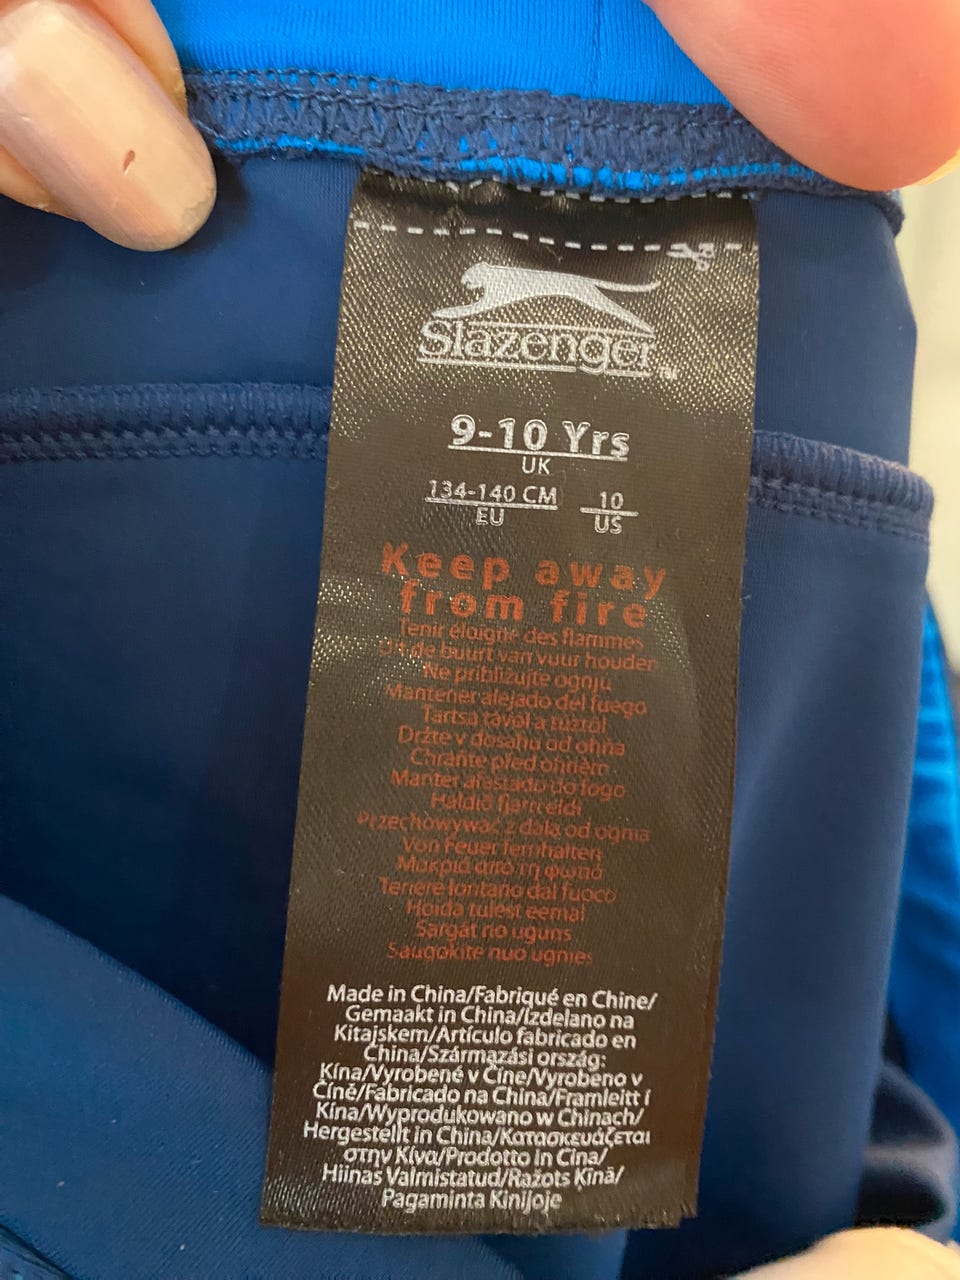 Slazenger™
9-10 Yrs
UK
134-140 CM
EU
10
US
Keep away
from fire
Tenir éloigné des flammes
de buurt van vuur houden
Ne približujte ognju
Mantener alejado del fuego
Tartsa távol a tűztől
Držte v dosahu od ohňa
Chraňte před ohněm
Manter afastado do fogo
Haldið fjarri eldi
Przechowywać z dala od ognia
Von Feuer fernhalten
Μακριά από τη φωτιά
Tenere lontano dal fuoco
Hoida tulest eemal
Sargāt no uguns
Saugokite nuo ugnies
Made in China/Fabriqué en Chine/
Gemaakt in China/Izdelano na
Kitajskem/Artículo fabricado en
China/Származási ország:
Kína/Vyrobené v Číne/Vyrobeno v
Číně/Fabricado na China/Framleitt í
Kína/Wyprodukowano w Chinach/
Hergestellt in China/Κατασκευάζεται
στην Κίνα/Prodotto in Cina/
Hiinas Valmistatud/Ražots Ķīnā/
Pagaminta Kinijoje